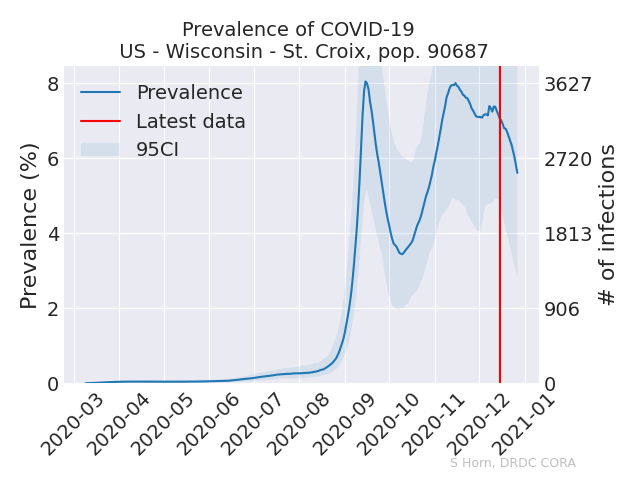 Prevalence of COVID-19
US - Wisconsin - St. Croix, pop. 90687
Prevalence
Latest data
95CI
Prevalence (%)
8
6
4
2
0
3627
2720
1813
906
0
# of infections
2020-03
2020-04
2020-05
2020-06
2020-07
2020-08
2020-09
2020-10
2020-11
2020-12
2021-01
S Horn, DRDC CORA